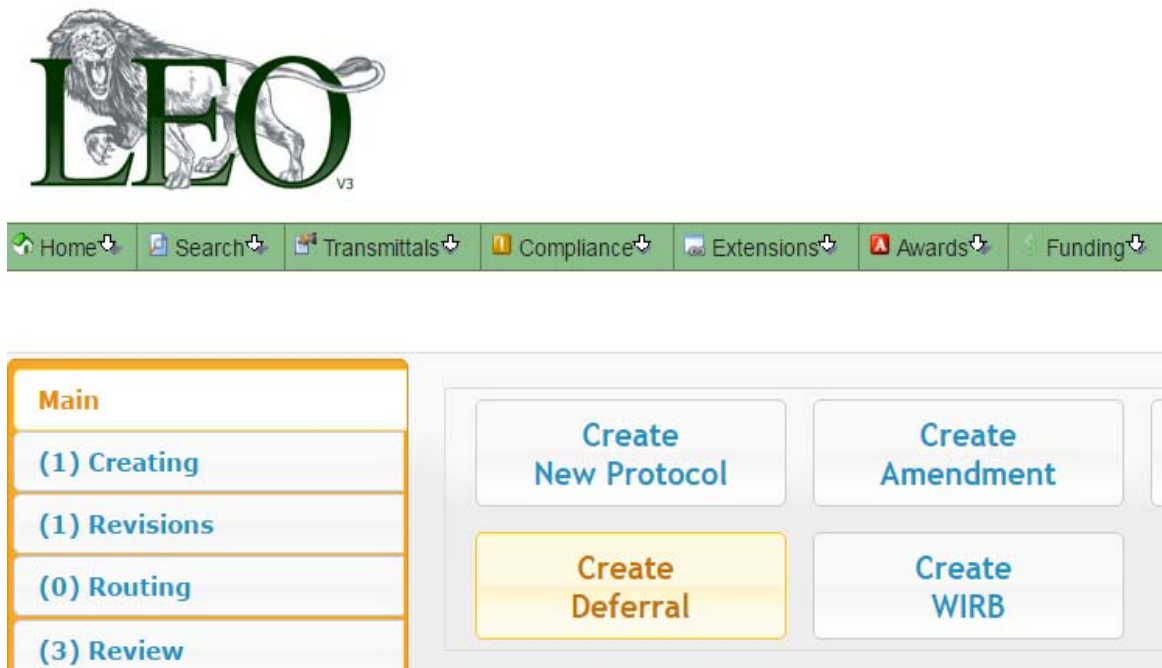 LEO
V3
Home Search Transmittals Compliance Extensions Awards Funding
Main
(1) Creating
(1) Revisions
(0) Routing
(3) Review
Create
New Protocol
Create
Amendment
Create
Deferral
Create
WIRB